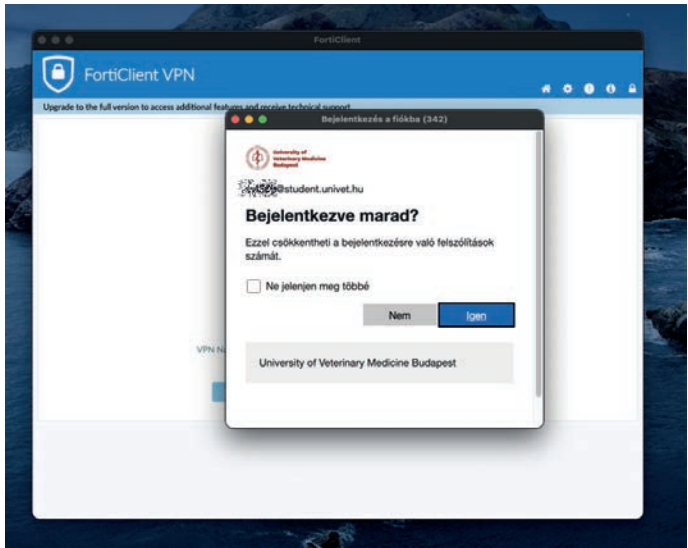 FortiClient
FortiClient VPN
Upgrade to the full version to access additional features and receive technical support.
Bejelentkezés a fiókba (342)
University of
Veterinary Medicine
Budapest
@student.univet.hu
Bejelentkezve marad?
Ezzel csökkentheti a bejelentkezésre való felszólítások
számát.
Ne jelenjen meg többé
Nem
Igen
VPN
University of Veterinary Medicine Budapest